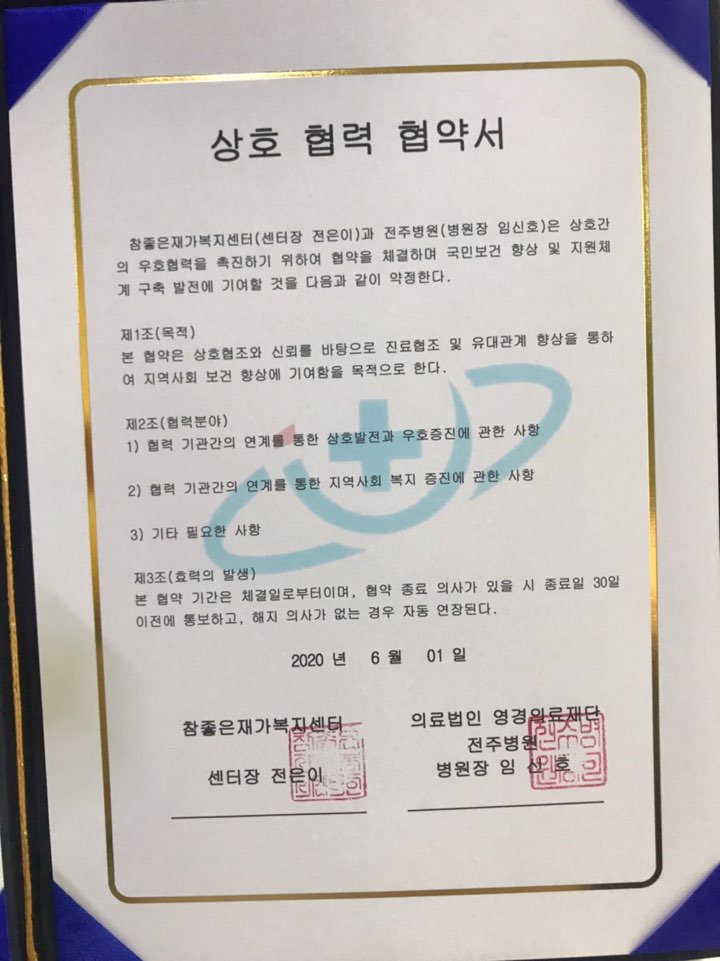 상호 협력 협약서
참좋은재가복지센터(센터장 전은이)과 전주병원(병원장 임신호)은 상호간
의 우호협력을 촉진하기 위하여 협약을 체결하며 국민보건 향상 및 지원체
계 구축 발전에 기여할 것을 다음과 같이 약정한다.
제1조(목적)
본 협약은 상호협조와 신뢰를 바탕으로 진료협조 및 유대관계 향상을 통하
여 지역사회 보건 향상에 기여함을 목적으로 한다.
제2조(협력분야)
1) 협력 기관간의 연계를 통한 상호발전과 우호증진에 관한 사항
2) 협력 기관간의 연계를 통한 지역사회 복지 증진에 관한 사항
3) 기타 필요한 사항
제3조(효력의 발생)
본 협약 기간은 체결일로부터이며, 협약 종료 의사가 있을 시 종료일 30일
이전에 통보하고, 해지 의사가 없는 경우 자동 연장된다.
2020 년 6 월 01 일
참좋은재가복지센터
센터장 전은이
의료법인 영경의료재단
전주병원
병원장 임 신 호